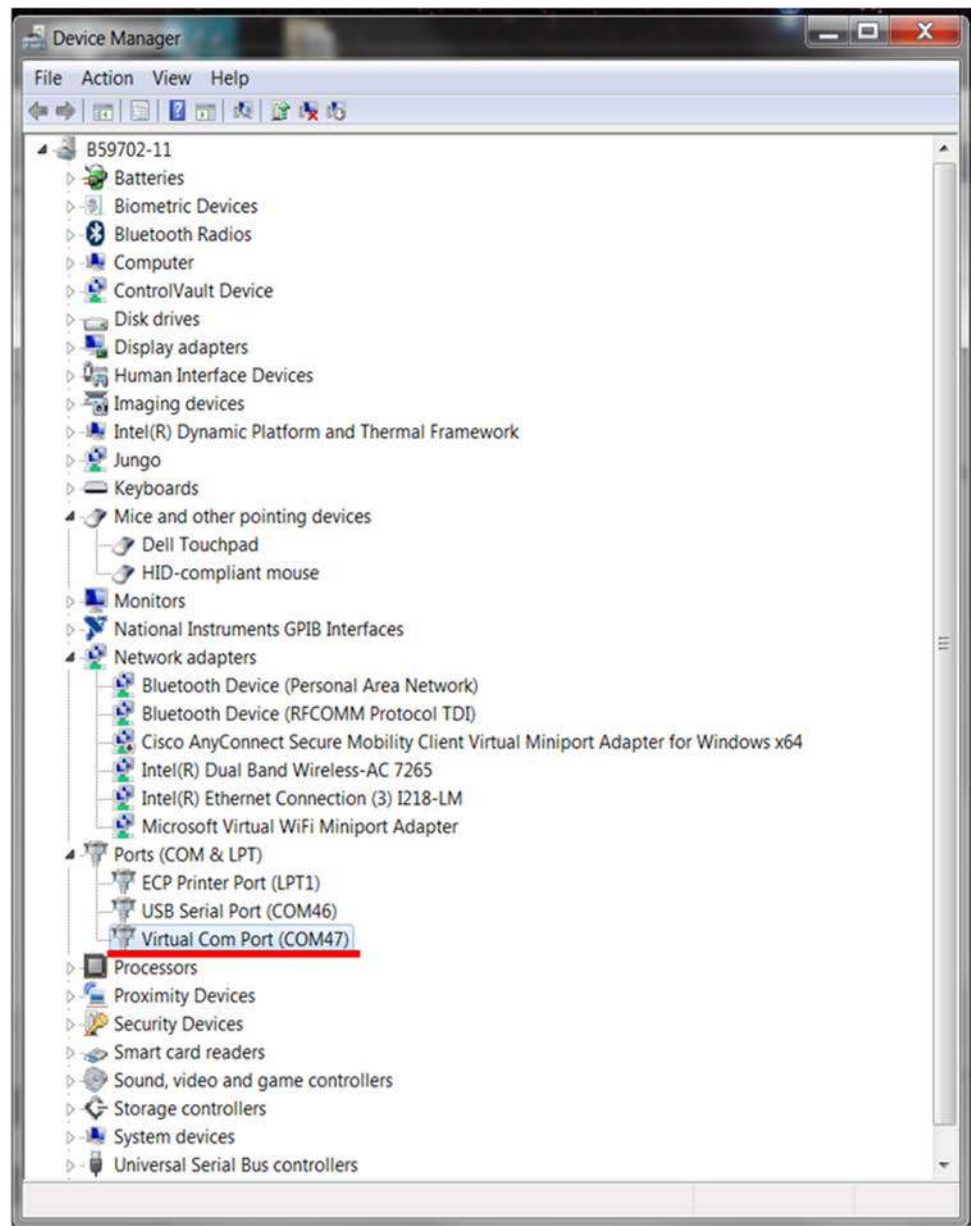 Device Manager
File Action View Help
B59702-11
Batteries
Biometric Devices
Bluetooth Radios
Computer
ControlVault Device
Disk drives
Display adapters
Human Interface Devices
Imaging devices
Intel(R) Dynamic Platform and Thermal Framework
Jungo
Keyboards
Mice and other pointing devices
Dell Touchpad
HID-compliant mouse
Monitors
National Instruments GPIB Interfaces
Network adapters
Bluetooth Device (Personal Area Network)
Bluetooth Device (RFCOMM Protocol TDI)
Cisco AnyConnect Secure Mobility Client Virtual Miniport Adapter for Windows x64
Intel(R) Dual Band Wireless-AC 7265
Intel(R) Ethernet Connection (3) I218-LM
Microsoft Virtual WiFi Miniport Adapter
Ports (COM & LPT)
ECP Printer Port (LPT1)
USB Serial Port (COM46)
Virtual Com Port (COM47)
Processors
Proximity Devices
Security Devices
Smart card readers
Sound, video and game controllers
Storage controllers
System devices
Universal Serial Bus controllers